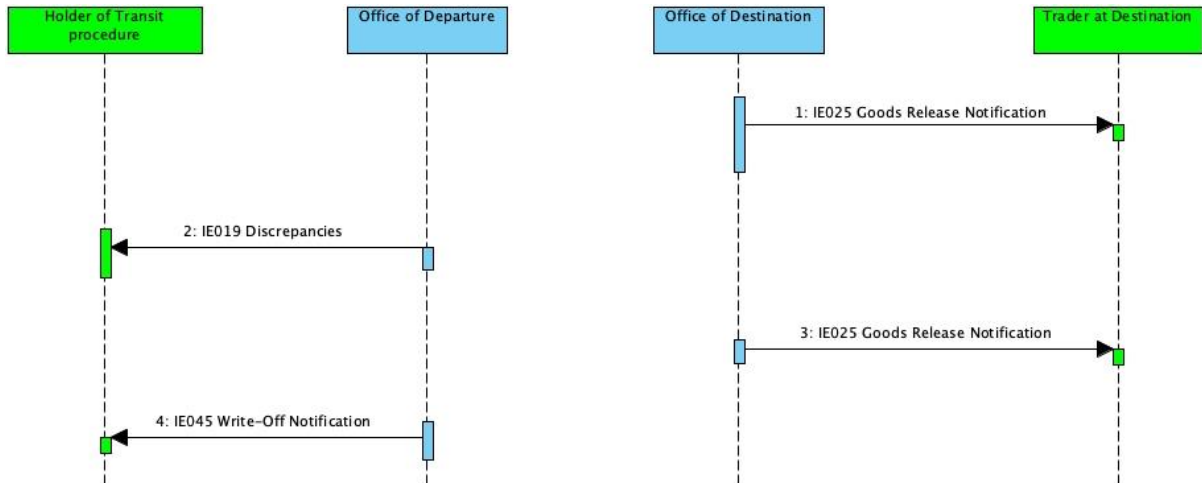 Holder of Transit
procedure
Office of Departure
Office of Destination
Trader at Destination
1: IE025 Goods Release Notification
2: IE019 Discrepancies
3: IE025 Goods Release Notification
4: IE045 Write-Off Notification